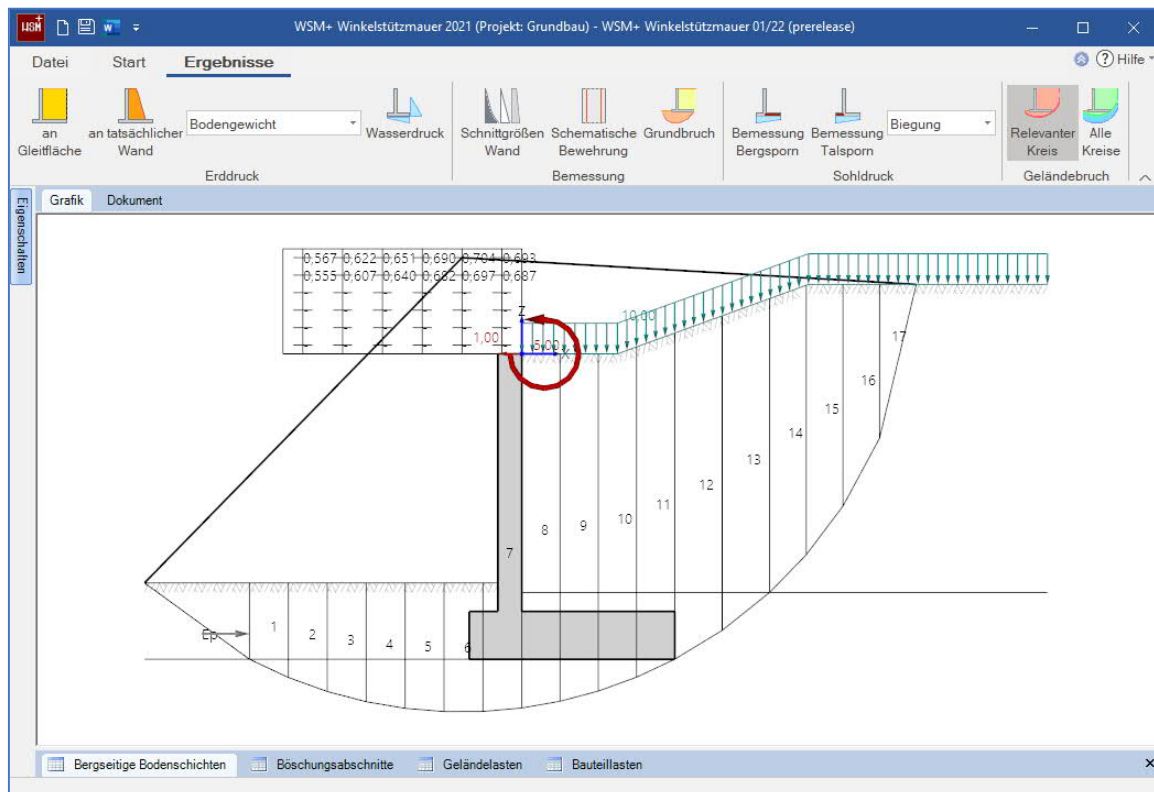 WSM+ WSM+ Winkelstützmauer 2021 (Projekt: Grundbau) - WSM+ Winkelstützmauer 01/22 (prerelease)
Datei Start Ergebnisse Hilfe
an Gleitfläche
an tatsächlicher Wand
Bodengewicht
Wasserdruck
Erddruck
Schnittgrößen Wand
Schematische Bewehrung
Grundbruch
Bemessung
Bemessung Bergsporn
Bemessung Talsporn
Biegung
Sohldruck
Relevanter Kreis
Alle Kreise
Geländebruch
Eigenschaften
Grafik Dokument
0,567 0,622 0,651 0,690 0,704 0,693
0,555 0,607 0,640 0,682 0,697 0,687
Z
10,00
1,00
5,00
X
17
16
15
14
13
12
11
10
9
8
7
Ep
1
2
3
4
5
6
Bergseitige Bodenschichten Böschungsabschnitte Geländelasten Bauteillasten